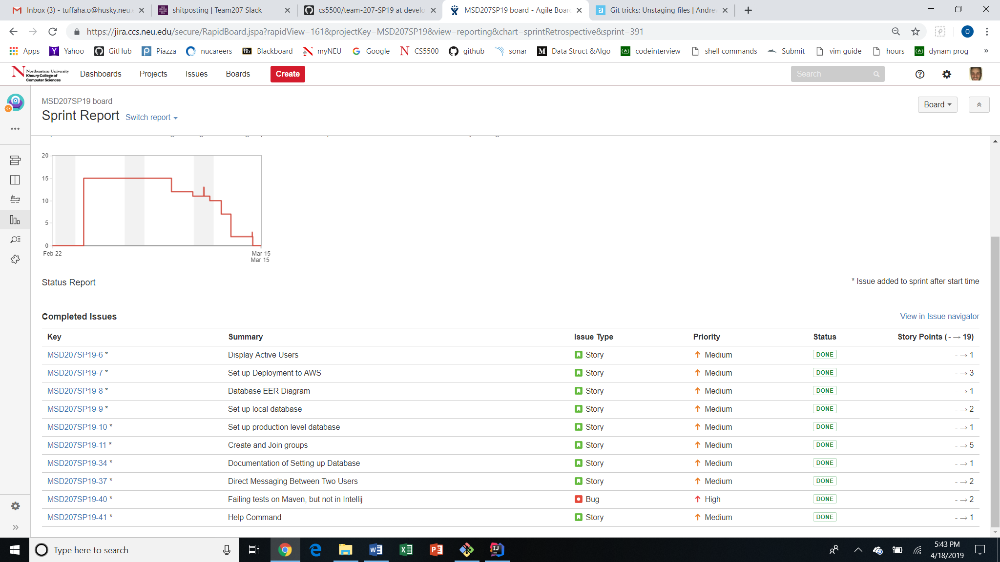 Inbox (3) - tuffaha.o@husky.neu.e
shitposting | Team207 Slack
cs5500/team-207-SP19 at develo
MSD207SP19 board - Agile Boar
Git tricks: Unstaging files | Andre
https://jira.ccs.neu.edu/secure/RapidBoard.jspa?rapidView=161&projectKey=MSD207SP19&view=reporting&chart=sprintRetrospective&sprint=391
O
Apps Yahoo GitHub Piazza nucareers Bb Blackboard myNEU Google CS5500 github sonar Data Struct &Algo codeinterview shell commands Submit vim guide hours dynam prog »
Northeastern University
Khoury College of
Computer Sciences
Dashboards Projects Issues Boards Create Search
MSD207SP19 board
Sprint Report Switch report
Board
20
15
10
5
0
Feb 22 Mar 15
Mar 15
Status Report
* Issue added to sprint after start time
Completed Issues View in Issue navigator
Key Summary Issue Type Priority Status Story Points (- → 19)
MSD207SP19-6 * Display Active Users Story Medium DONE - → 1
MSD207SP19-7 * Set up Deployment to AWS Story Medium DONE - → 3
MSD207SP19-8 * Database EER Diagram Story Medium DONE - → 1
MSD207SP19-9 * Set up local database Story Medium DONE - → 2
MSD207SP19-10 * Set up production level database Story Medium DONE - → 1
MSD207SP19-11 * Create and Join groups Story Medium DONE - → 5
MSD207SP19-34 * Documentation of Setting up Database Story Medium DONE - → 1
MSD207SP19-37 * Direct Messaging Between Two Users Story Medium DONE - → 2
MSD207SP19-40 * Failing tests on Maven, but not in Intellij Bug High DONE - → 2
MSD207SP19-41 * Help Command Story Medium DONE - → 1
Type here to search
5:43 PM
4/18/2019